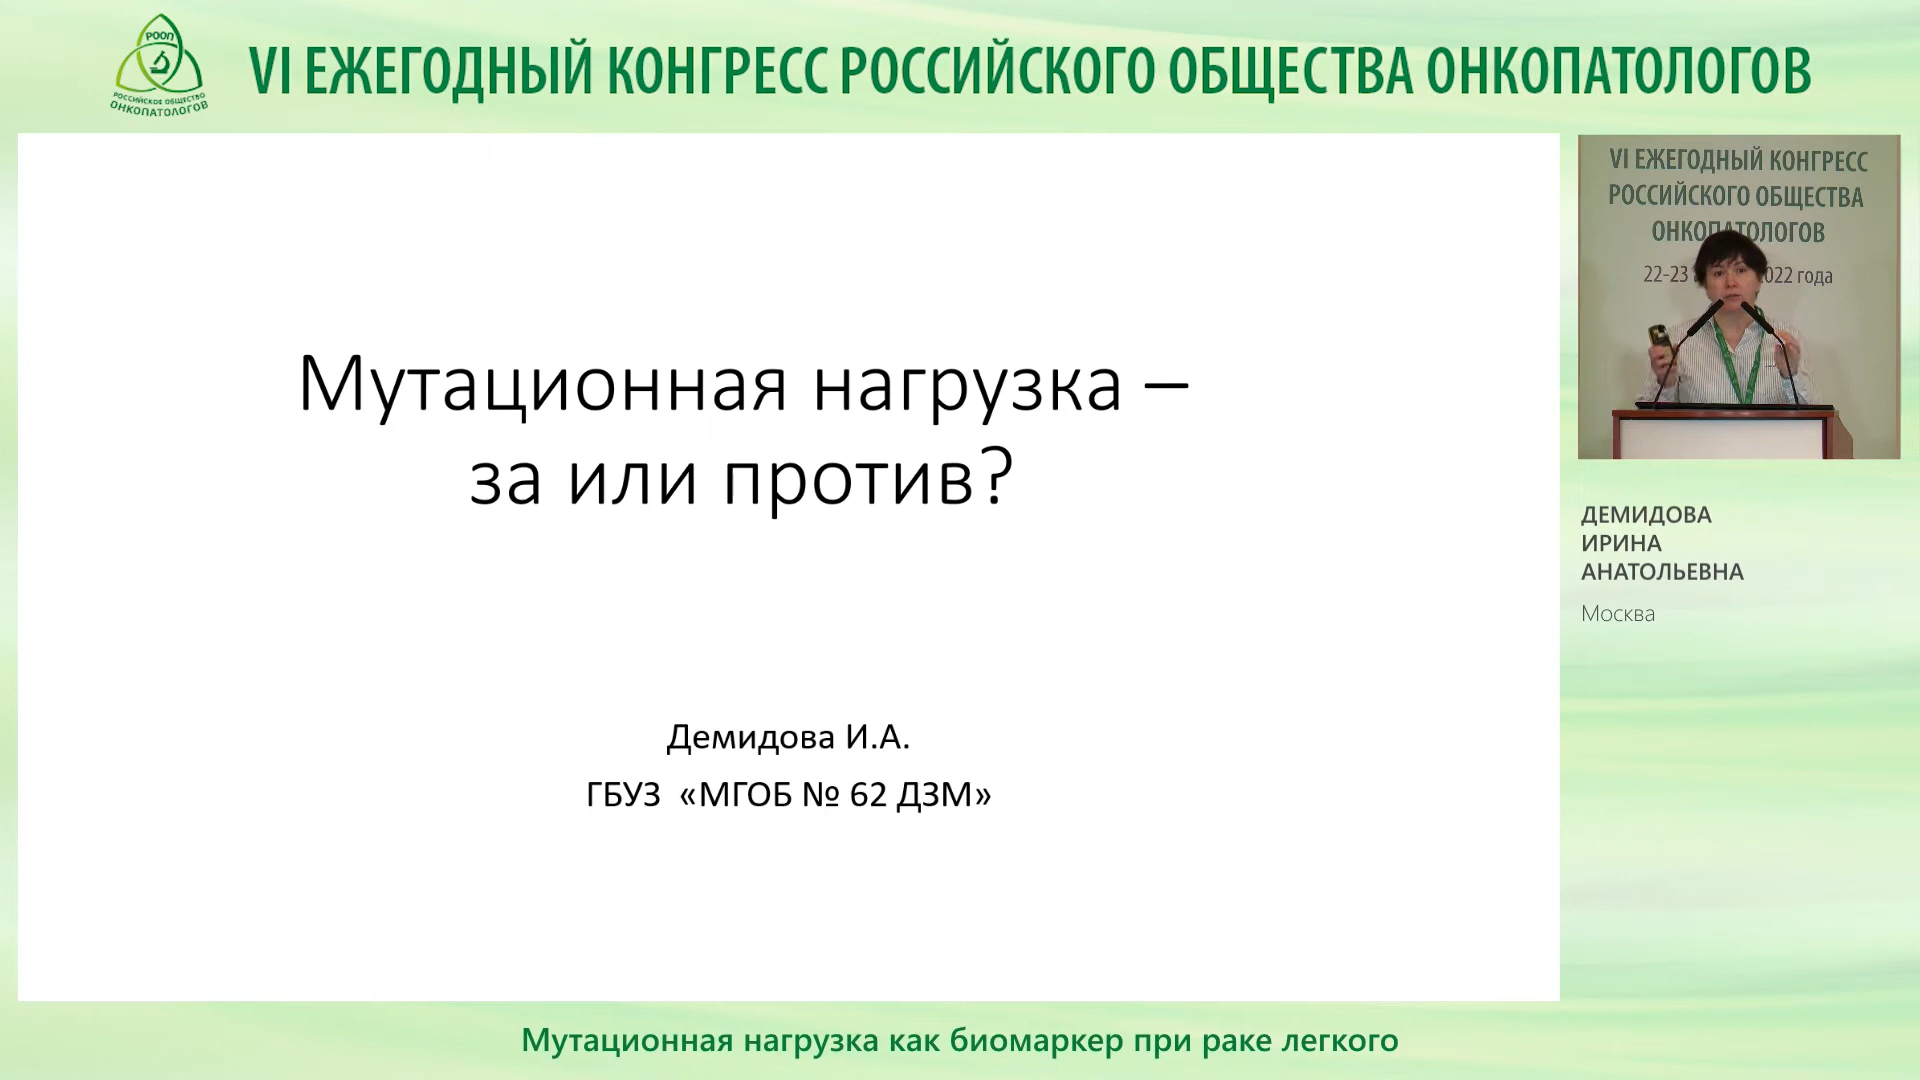 РООП
РОССИЙСКОЕ ОБЩЕСТВО
ОНКОПАТОЛОГОВ
VI ЕЖЕГОДНЫЙ КОНГРЕСС РОССИЙСКОГО ОБЩЕСТВА ОНКОПАТОЛОГОВ
Мутационная нагрузка –
за или против?
Демидова И.А.
ГБУЗ «МГОБ № 62 ДЗМ»
VI ЕЖЕГОДНЫЙ КОНГРЕСС
РОССИЙСКОГО ОБЩЕСТВА
ОНКОПАТОЛОГОВ
22-23 2022 года
ДЕМИДОВА
ИРИНА
АНАТОЛЬЕВНА
Москва
Мутационная нагрузка как биомаркер при раке легкого